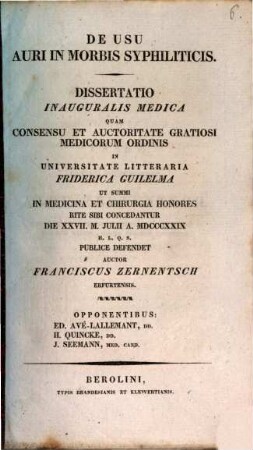 6.
DE USU
AURI IN MORBIS SYPHILITICIS.
DISSERTATIO
INAUGURALIS MEDICA
QUAM
CONSENSU ET AUCTORITATE GRATIOSI
MEDICORUM ORDINIS
IN
UNIVERSITATE LITTERARIA
FRIDERICA GUILELMA
UT SUMMI
IN MEDICINA ET CHIRURGIA HONORES
RITE SIBI CONCEDANTUR
DIE XXVII. M. JULII A. MDCCCXXIX
H. L. Q. S.
PUBLICE DEFENDET
AUCTOR
FRANCISCUS ZERNENTSCH
ERFURTENSIS.
OPPONENTIBUS:
ED. AVÉ-LALLEMANT, DD.
H. QUINCKE, DD.
J. SEEMANN, MED. CAND.
BEROLINI,
TYPIS BRANDESIANIS ET KLEWERTIANIS.